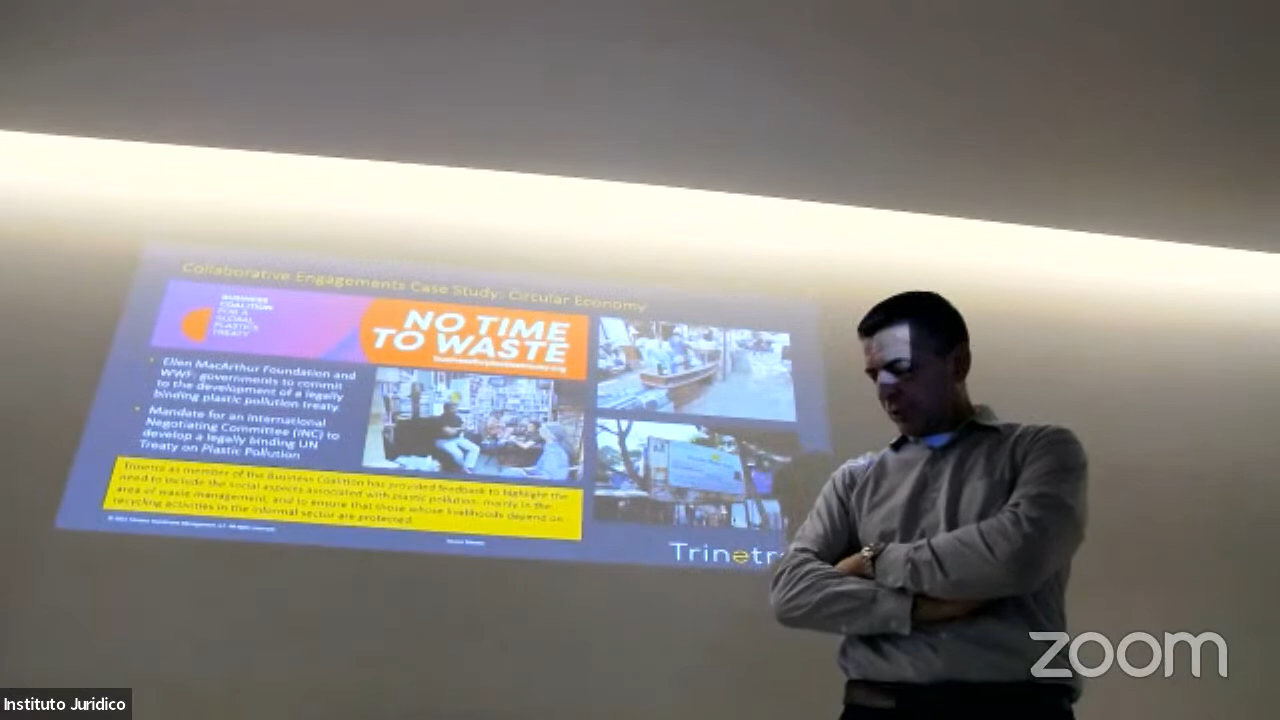 Collaborative Engagements Case Study: Circular Economy
BUSINESS
COALITION
FOR A
GLOBAL
PLASTICS
TREATY
NO TIME
TO WASTE
Ellen MacArthur Foundation and
WWF: governments to commit
to the development of a legally
binding plastic pollution treaty.
Mandate for an International
Negotiating Committee (INC) to
develop a legally binding UN
Treaty on Plastic Pollution
Trinetra as member of the Business Coalition has provided feedback to highlight the
need to include the social aspects associated with plastic pollution, mainly in the
area of waste management, and to ensure that those whose livelihoods depend on
recycling activities in the informal sector are protected.
Trinetr
zoom
Instituto Juridico